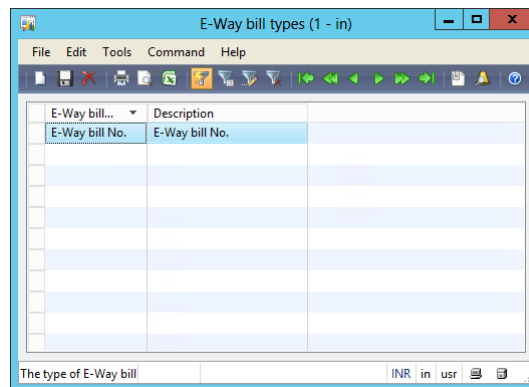 E-Way bill types (1 - in)
File Edit Tools Command Help
E-Way bill... Description
E-Way bill No. E-Way bill No.
The type of E-Way bill INR in usr